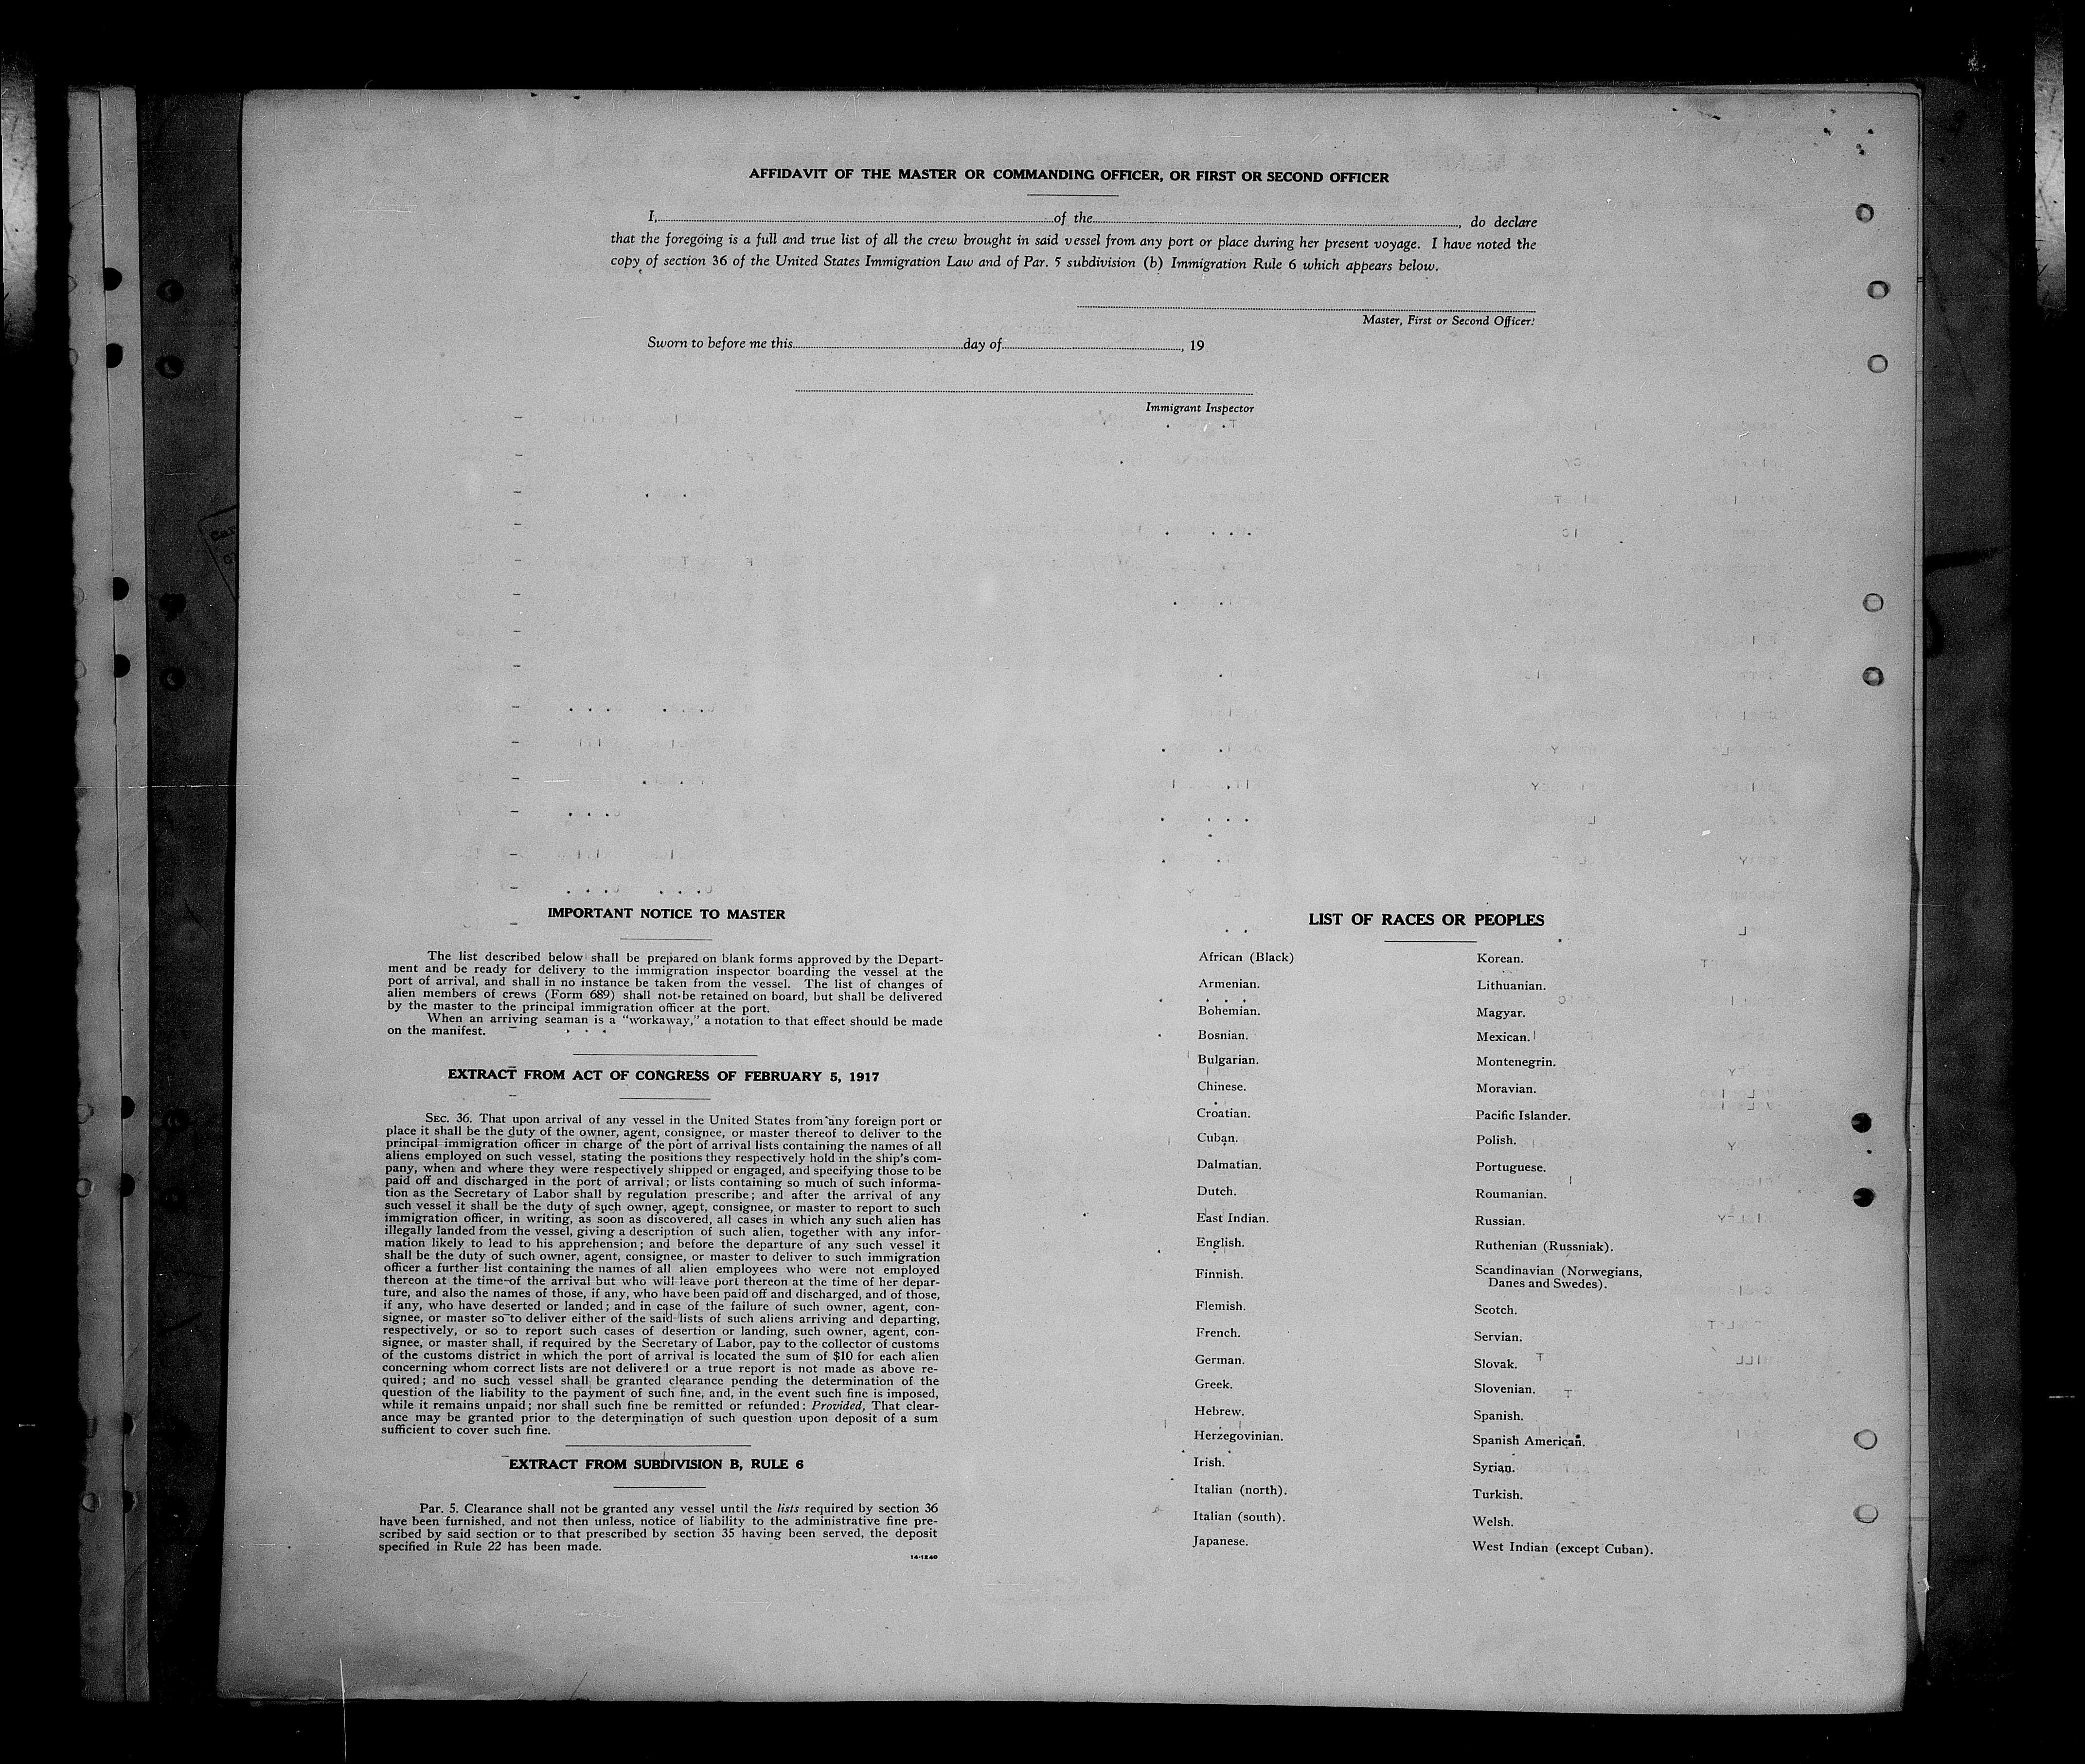 AFFIDAVIT OF THE MASTER OR COMMANDING OFFICER, OR FIRST OR SECOND OFFICER
I, of the , do declare
that the foregoing is a full and true list of all the crew brought in said vessel from any port or place during her present voyage. I have noted the
copy of section 36 of the United States Immigration Law and of Par. 5 subdivision (b) Immigration Rule 6 which appears below.
Master, First or Second Officer.
Sworn to before me this day of , 19
Immigrant Inspector
IMPORTANT NOTICE TO MASTER
The list described below shall be prepared on blank forms approved by the Depart-
ment and be ready for delivery to the immigration inspector boarding the vessel at the
port of arrival, and shall in no instance be taken from the vessel. The list of changes of
alien members of crews (Form 689) shall not be retained on board, but shall be delivered
by the master to the principal immigration officer at the port.
When an arriving seaman is a "workaway," a notation to that effect should be made
on the manifest.
EXTRACT FROM ACT OF CONGRESS OF FEBRUARY 5, 1917
SEC. 36. That upon arrival of any vessel in the United States from any foreign port or
place it shall be the duty of the owner, agent, consignee, or master thereof to deliver to the
principal immigration officer in charge of the port of arrival lists containing the names of all
aliens employed on such vessel, stating the positions they respectively hold in the ship's com-
pany, when and where they were respectively shipped or engaged, and specifying those to be
paid off and discharged in the port of arrival; or lists containing so much of such informa-
tion as the Secretary of Labor shall by regulation prescribe; and after the arrival of any
such vessel it shall be the duty of such owner, agent, consignee, or master to report to such
immigration officer, in writing, as soon as discovered, all cases in which any such alien has
illegally landed from the vessel, giving a description of such alien, together with any infor-
mation likely to lead to his apprehension; and before the departure of any such vessel it
shall be the duty of such owner, agent, consignee, or master to deliver to such immigration
officer a further list containing the names of all alien employees who were not employed
thereon at the time of the arrival but who will leave port thereon at the time of her depar-
ture, and also the names of those, if any, who have been paid off and discharged, and of those,
if any, who have deserted or landed; and in case of the failure of such owner, agent, con-
signee, or master so to deliver either of the said lists of such aliens arriving and departing,
respectively, or so to report such cases of desertion or landing, such owner, agent, con-
signee, or master shall, if required by the Secretary of Labor, pay to the collector of customs
of the customs district in which the port of arrival is located the sum of $10 for each alien
concerning whom correct lists are not delivered or a true report is not made as above re-
quired; and no such vessel shall be granted clearance pending the determination of the
question of the liability to the payment of such fine, and, in the event such fine is imposed,
while it remains unpaid; nor shall such fine be remitted or refunded: Provided, That clear-
ance may be granted prior to the determination of such question upon deposit of a sum
sufficient to cover such fine.
EXTRACT FROM SUBDIVISION B, RULE 6
Par. 5. Clearance shall not be granted any vessel until the lists required by section 36
have been furnished, and not then unless, notice of liability to the administrative fine pre-
scribed by said section or to that prescribed by section 35 having been served, the deposit
specified in Rule 22 has been made.
14-1240
LIST OF RACES OR PEOPLES
African (Black)
Armenian.
Bohemian.
Bosnian.
Bulgarian.
Chinese.
Croatian.
Cuban.
Dalmatian.
Dutch.
East Indian.
English.
Finnish.
Flemish.
French.
German.
Greek.
Hebrew.
Herzegovinian.
Irish.
Italian (north).
Italian (south).
Japanese.
Korean.
Lithuanian.
Magyar.
Mexican.
Montenegrin.
Moravian.
Pacific Islander.
Polish.
Portuguese.
Roumanian.
Russian.
Ruthenian (Russniak).
Scandinavian (Norwegians,
Danes and Swedes).
Scotch.
Servian.
Slovak.
Slovenian.
Spanish.
Spanish American.
Syrian.
Turkish.
Welsh.
West Indian (except Cuban).